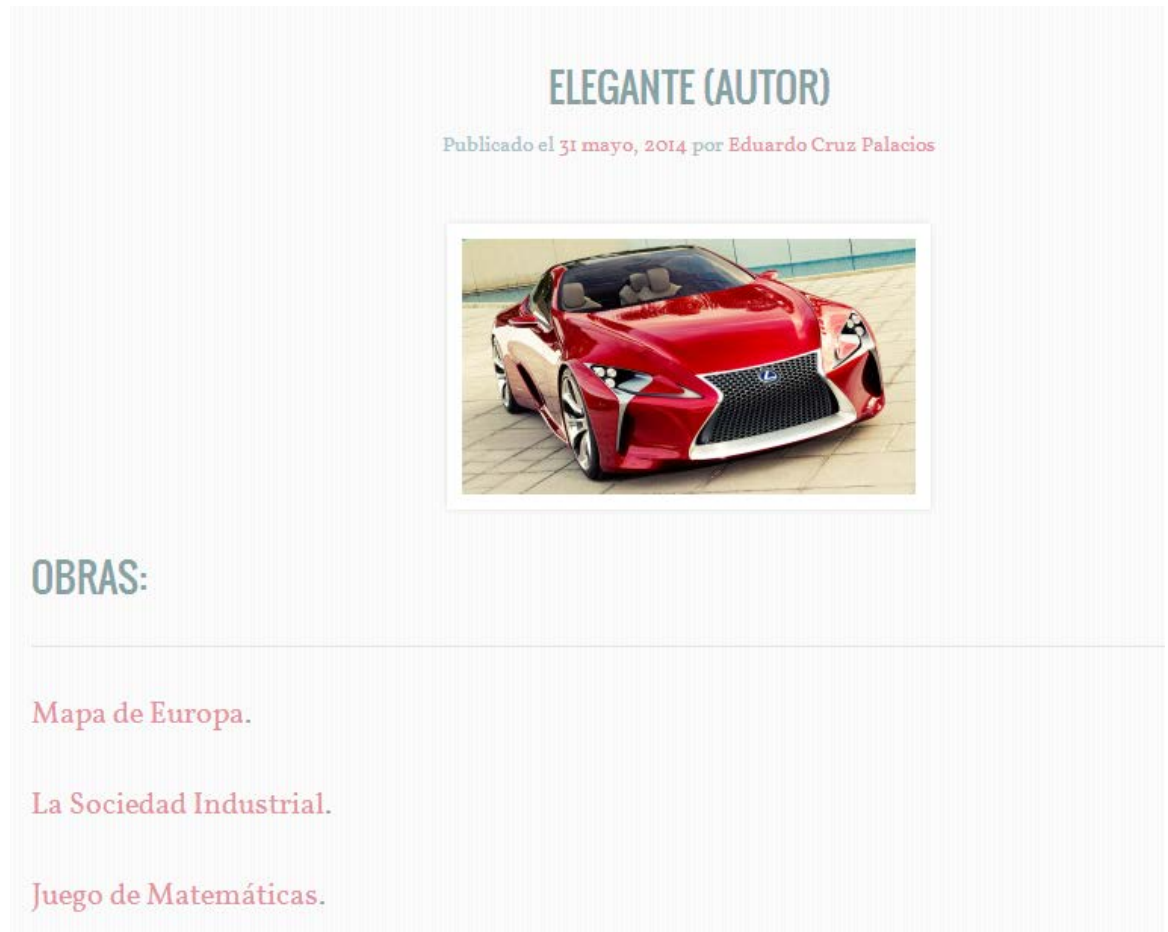 ELEGANTE (AUTOR)
Publicado el 31 mayo, 2014 por Eduardo Cruz Palacios
OBRAS:
Mapa de Europa.
La Sociedad Industrial.
Juego de Matemáticas.